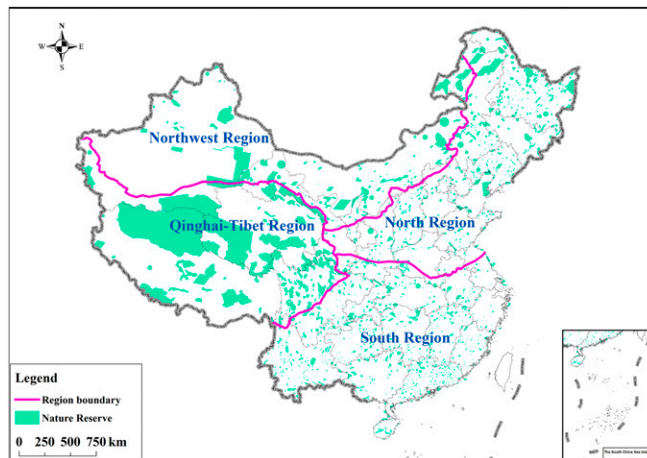 N
W E
S
Northwest Region
Qinghai-Tibet Region
North Region
South Region
Legend
Region boundary
Nature Reserve
0 250 500 750 km